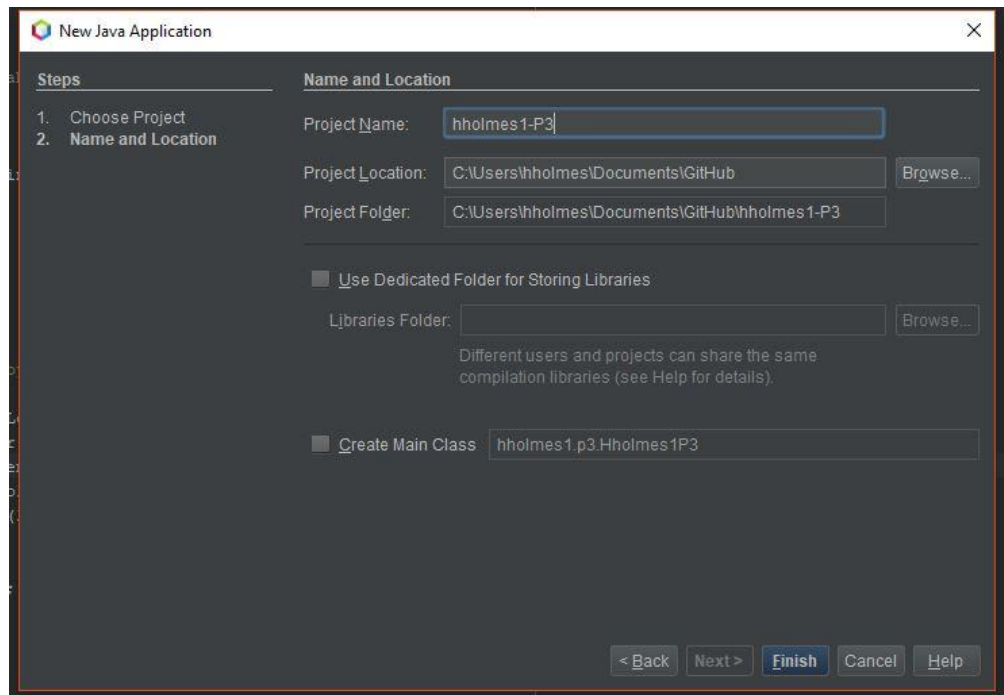 New Java Application
Steps
1. Choose Project
2. Name and Location
Name and Location
Project Name: hholmes1-P3
Project Location: C:\Users\hholmes\Documents\GitHub Browse...
Project Folder: C:\Users\hholmes\Documents\GitHub\hholmes1-P3
Use Dedicated Folder for Storing Libraries
Libraries Folder: Browse...
Different users and projects can share the same
compilation libraries (see Help for details).
Create Main Class hholmes1.p3.Hholmes1P3
< Back Next > Finish Cancel Help